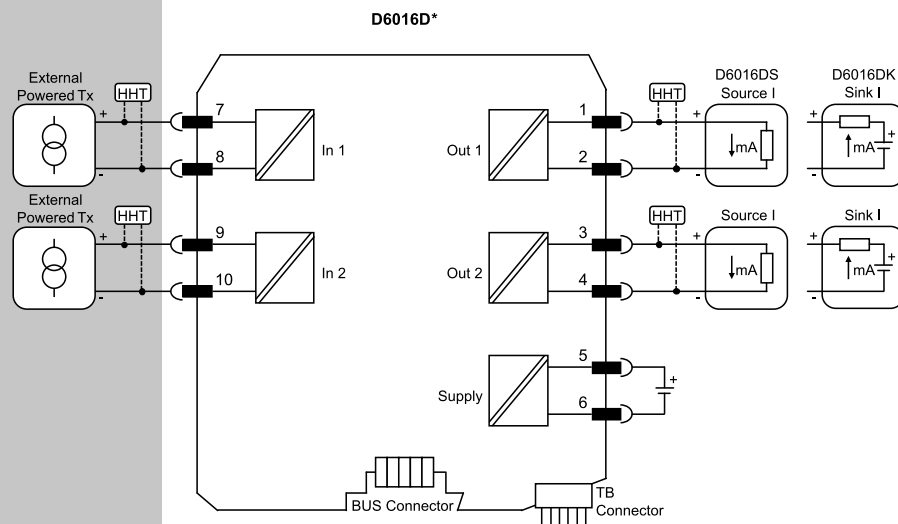 D6016D*
External
Powered Tx
+
-
HHT
7
8
In 1
External
Powered Tx
+
-
HHT
9
10
In 2
Out 1
1
2
HHT
D6016DS
Source I
+
-
mA
D6016DK
Sink I
+
-
mA
+
Out 2
3
4
HHT
Source I
+
-
mA
Sink I
+
-
mA
+
Supply
5
6
+
BUS Connector
TB
Connector